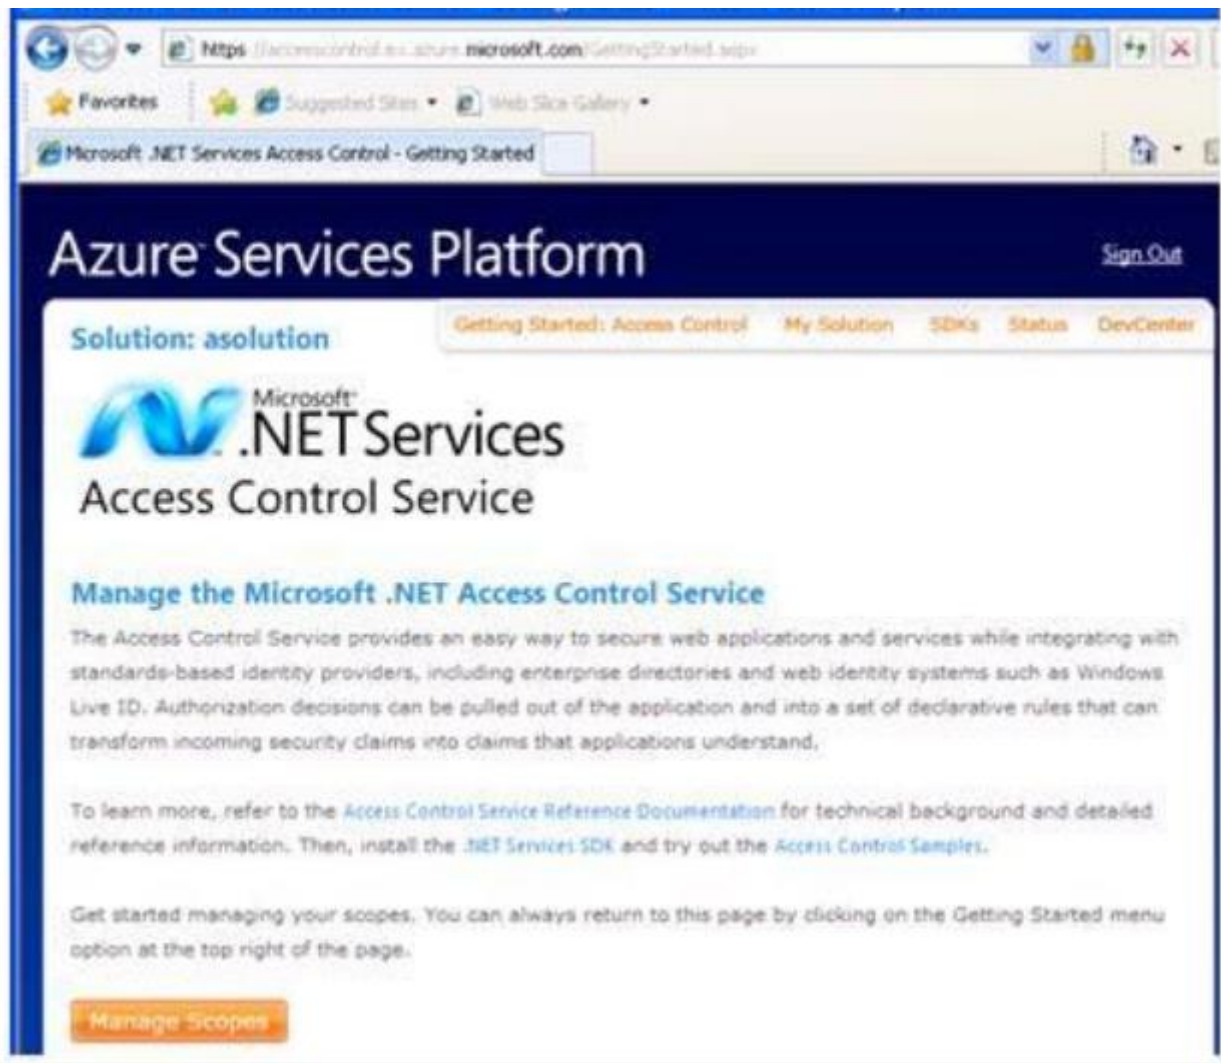 https://accesscontrol.ex.azure.microsoft.com/GettingStarted.aspx
Favorites Suggested Sites Web Slice Gallery
Microsoft .NET Services Access Control - Getting Started
Azure™ Services Platform
Sign Out
Solution: asolution
Getting Started: Access Control My Solution SDKs Status DevCenter
Microsoft®
.NET Services
Access Control Service
Manage the Microsoft .NET Access Control Service
The Access Control Service provides an easy way to secure web applications and services while integrating with
standards-based identity providers, including enterprise directories and web identity systems such as Windows
Live ID. Authorization decisions can be pulled out of the application and into a set of declarative rules that can
transform incoming security claims into claims that applications understand.
To learn more, refer to the Access Control Service Reference Documentation for technical background and detailed
reference information. Then, install the .NET Services SDK and try out the Access Control Samples.
Get started managing your scopes. You can always return to this page by clicking on the Getting Started menu
option at the top right of the page.
Manage Scopes